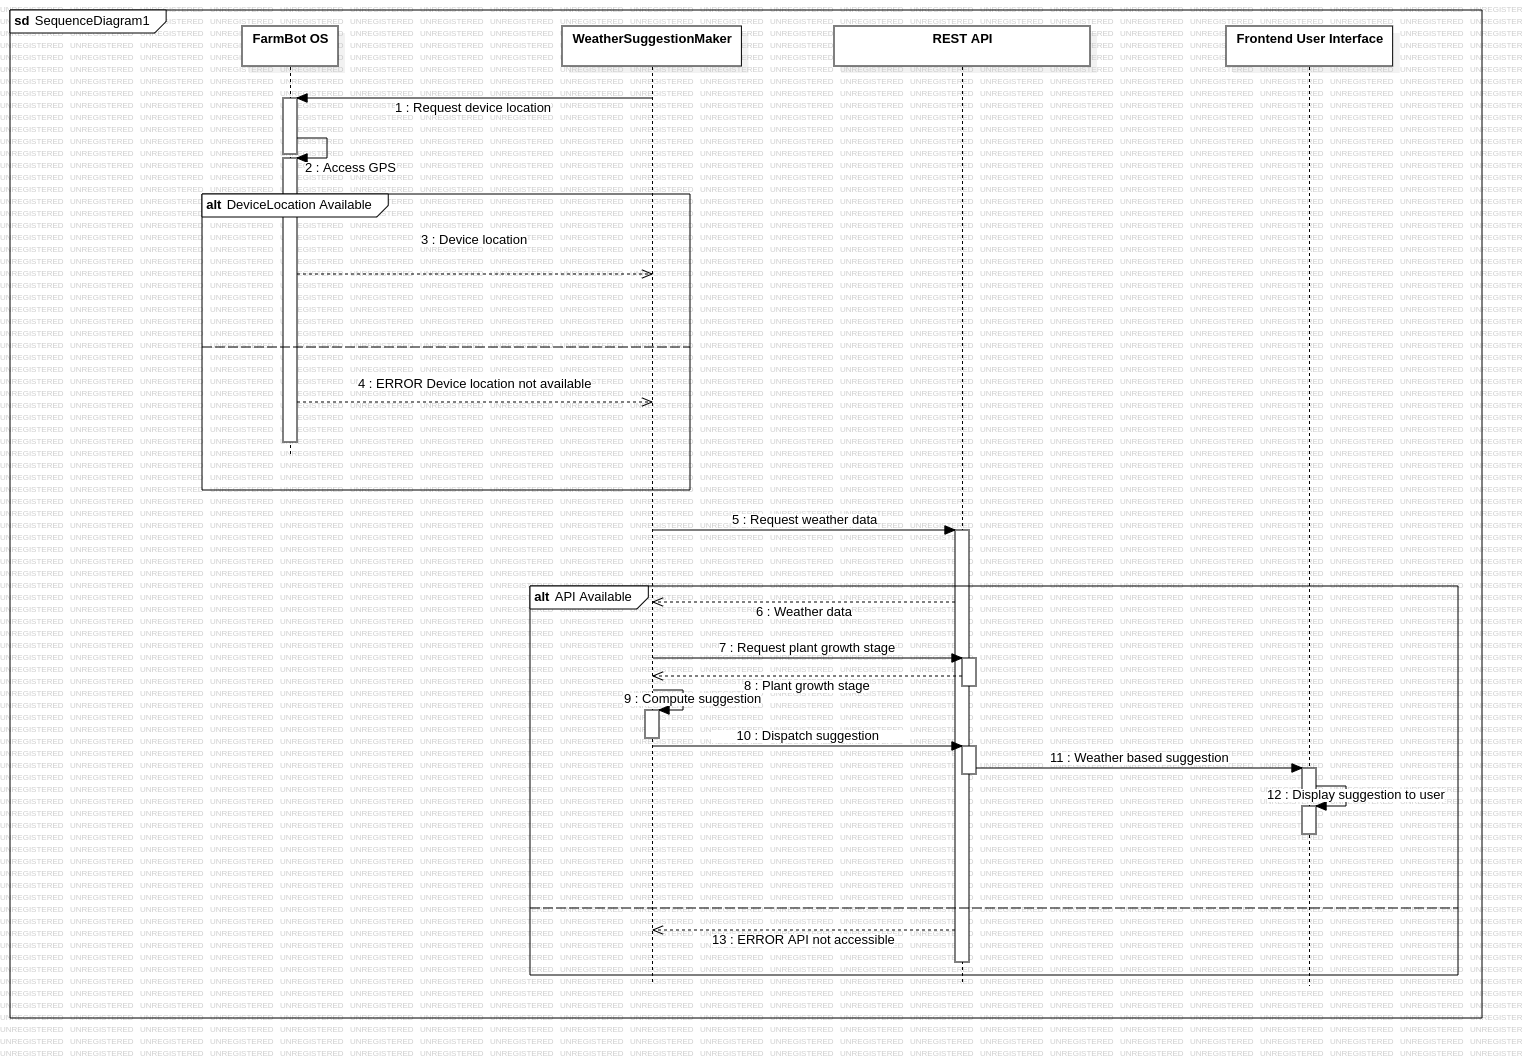 sd SequenceDiagram1
FarmBot OS
WeatherSuggestionMaker
REST API
Frontend User Interface
1 : Request device location
2 : Access GPS
alt DeviceLocation Available
3 : Device location
4 : ERROR Device location not available
5 : Request weather data
alt API Available
6 : Weather data
7 : Request plant growth stage
8 : Plant growth stage
9 : Compute suggestion
10 : Dispatch suggestion
11 : Weather based suggestion
12 : Display suggestion to user
13 : ERROR API not accessible
UNREGISTERED